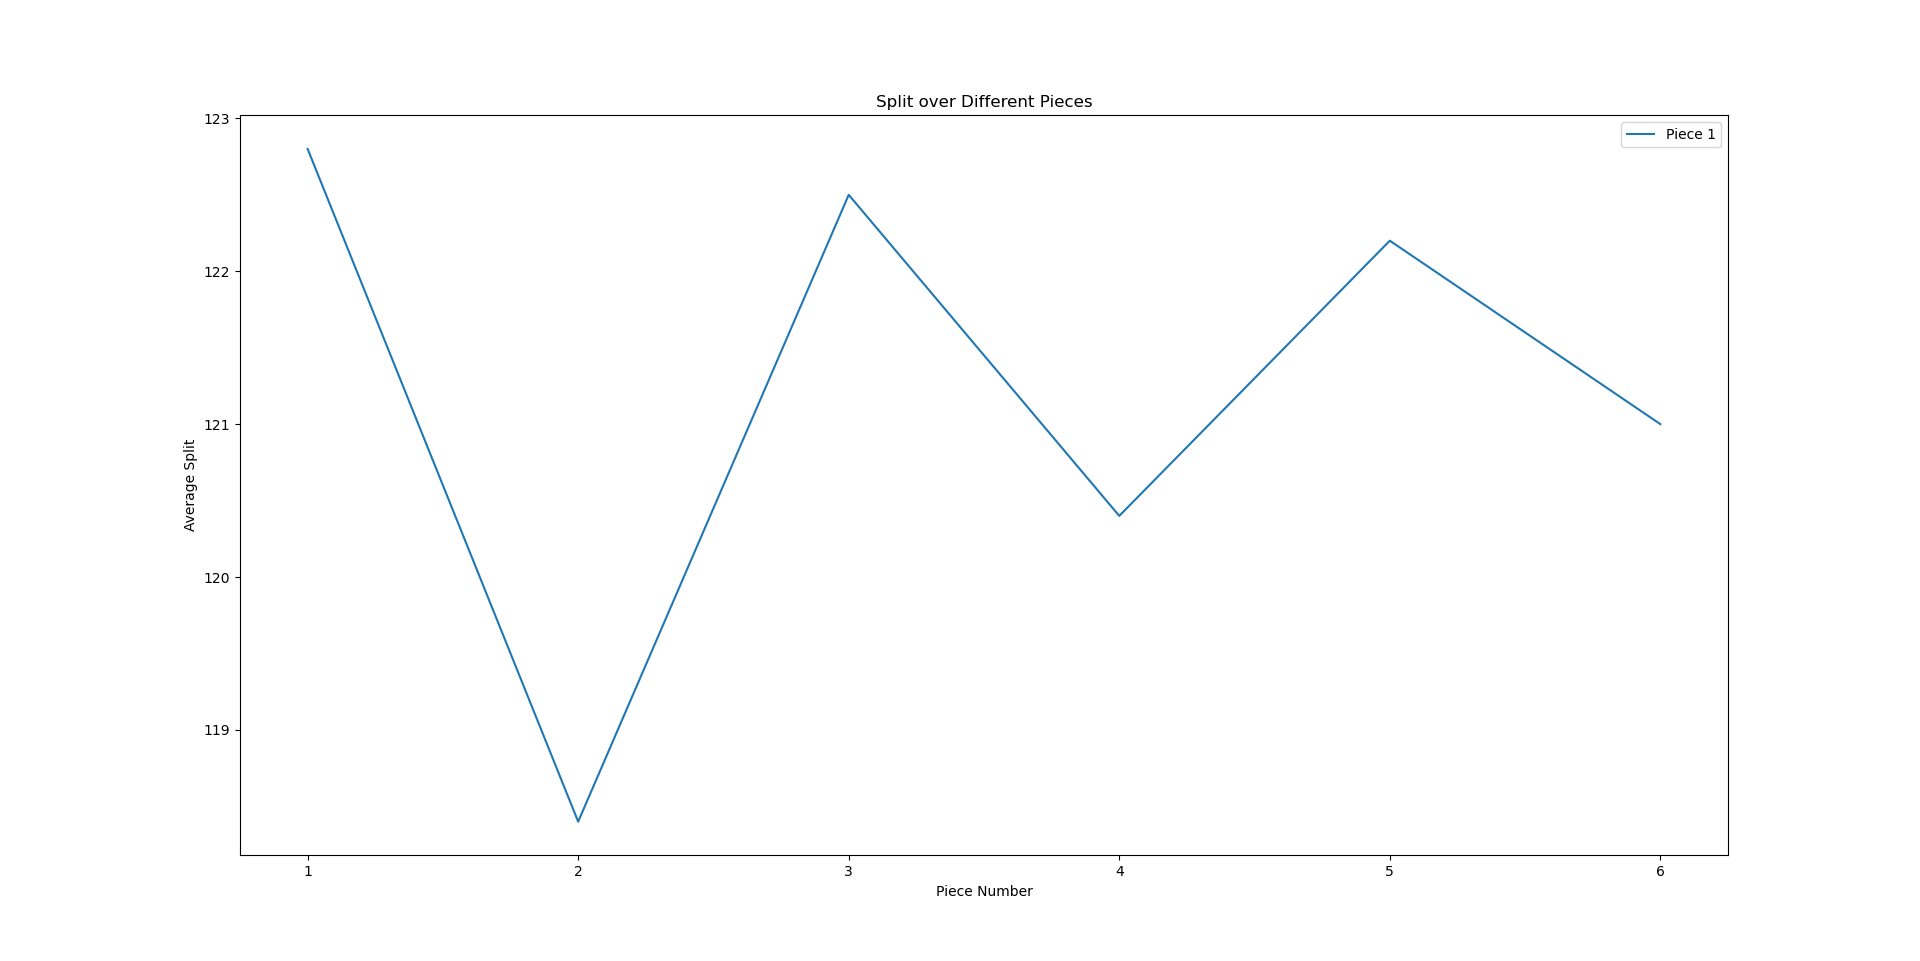 Split over Different Pieces
Piece 1
123
122
121
120
119
Average Split
1 2 3 4 5 6
Piece Number